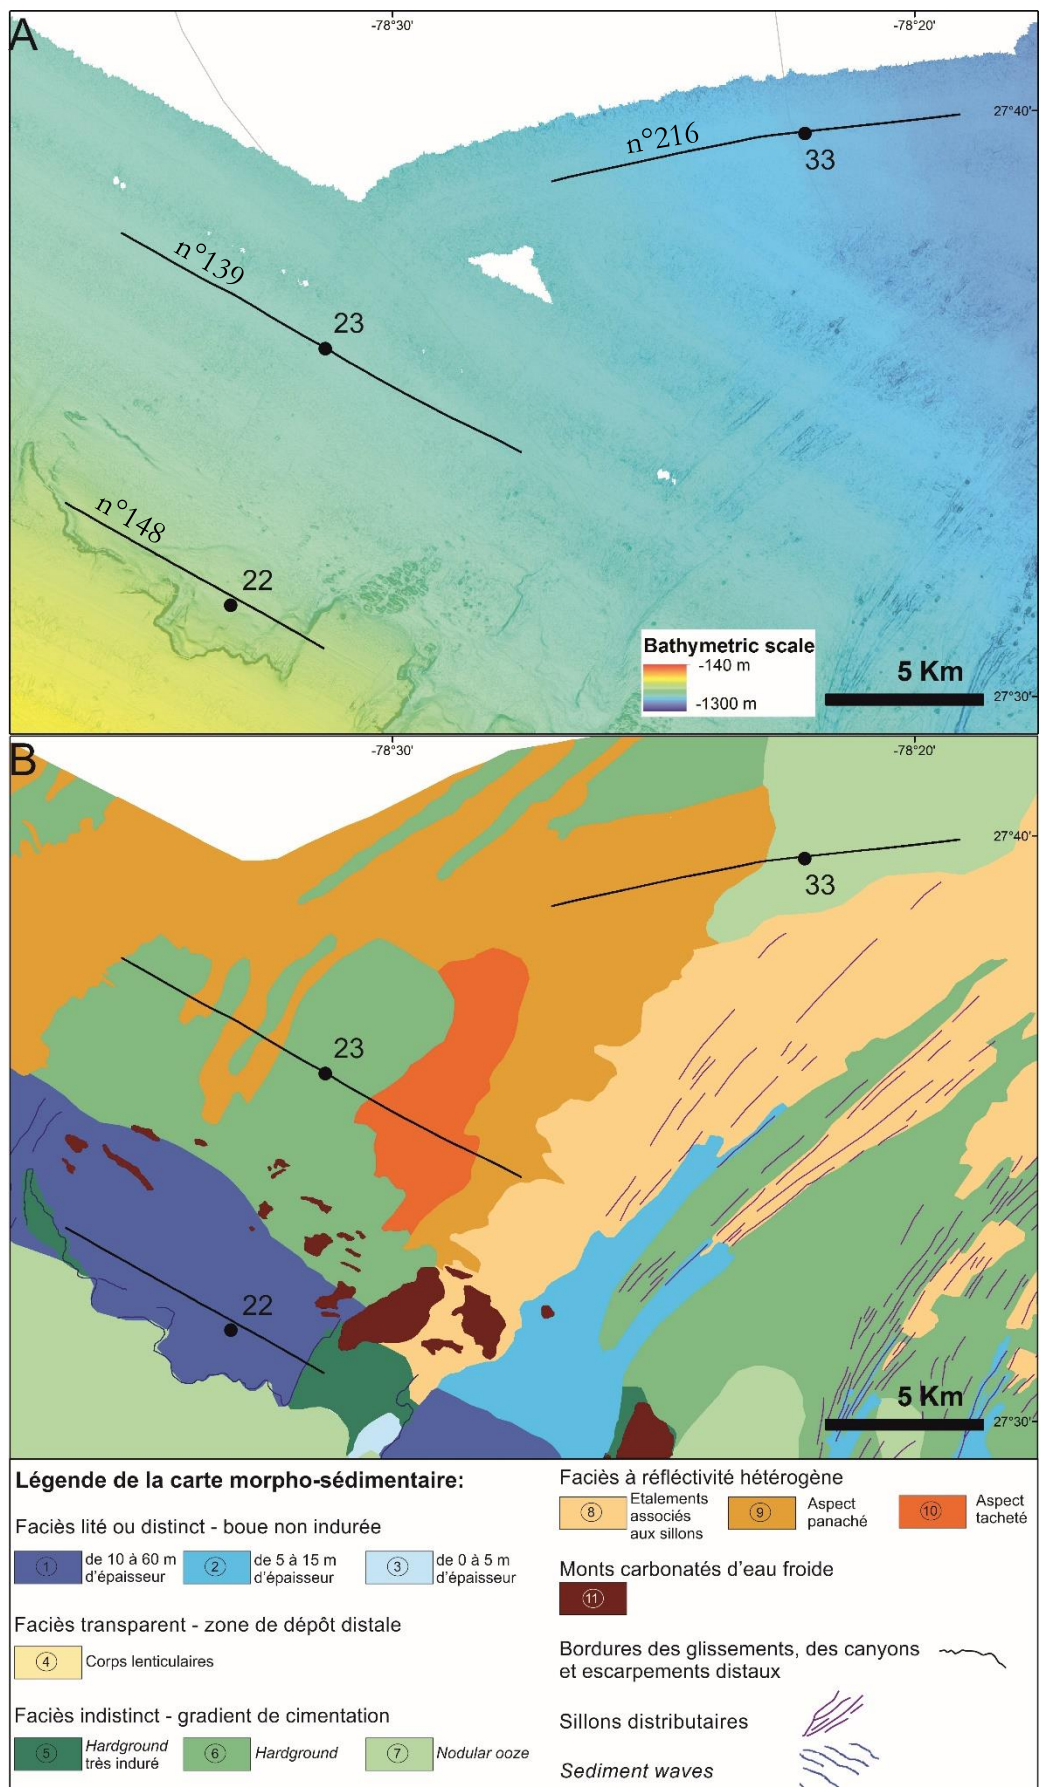 A
-78°30'
-78°20'
27°40'
n°216
33
n°139
23
n°148
22
Bathymetric scale
-140 m
-1300 m
5 Km
27°30'
B
-78°30'
-78°20'
27°40'
33
23
22
5 Km
27°30'
Légende de la carte morpho-sédimentaire:
Faciès lité ou distinct - boue non indurée
1 de 10 à 60 m d'épaisseur
2 de 5 à 15 m d'épaisseur
3 de 0 à 5 m d'épaisseur
Faciès transparent - zone de dépôt distale
4 Corps lenticulaires
Faciès indistinct - gradient de cimentation
5 Hardground très induré
6 Hardground
7 Nodular ooze
Faciès à réfléctivité hétérogène
8 Etalements associés aux sillons
9 Aspect panaché
10 Aspect tacheté
Monts carbonatés d'eau froide
11
Bordures des glissements, des canyons
et escarpements distaux
Sillons distributaires
Sediment waves